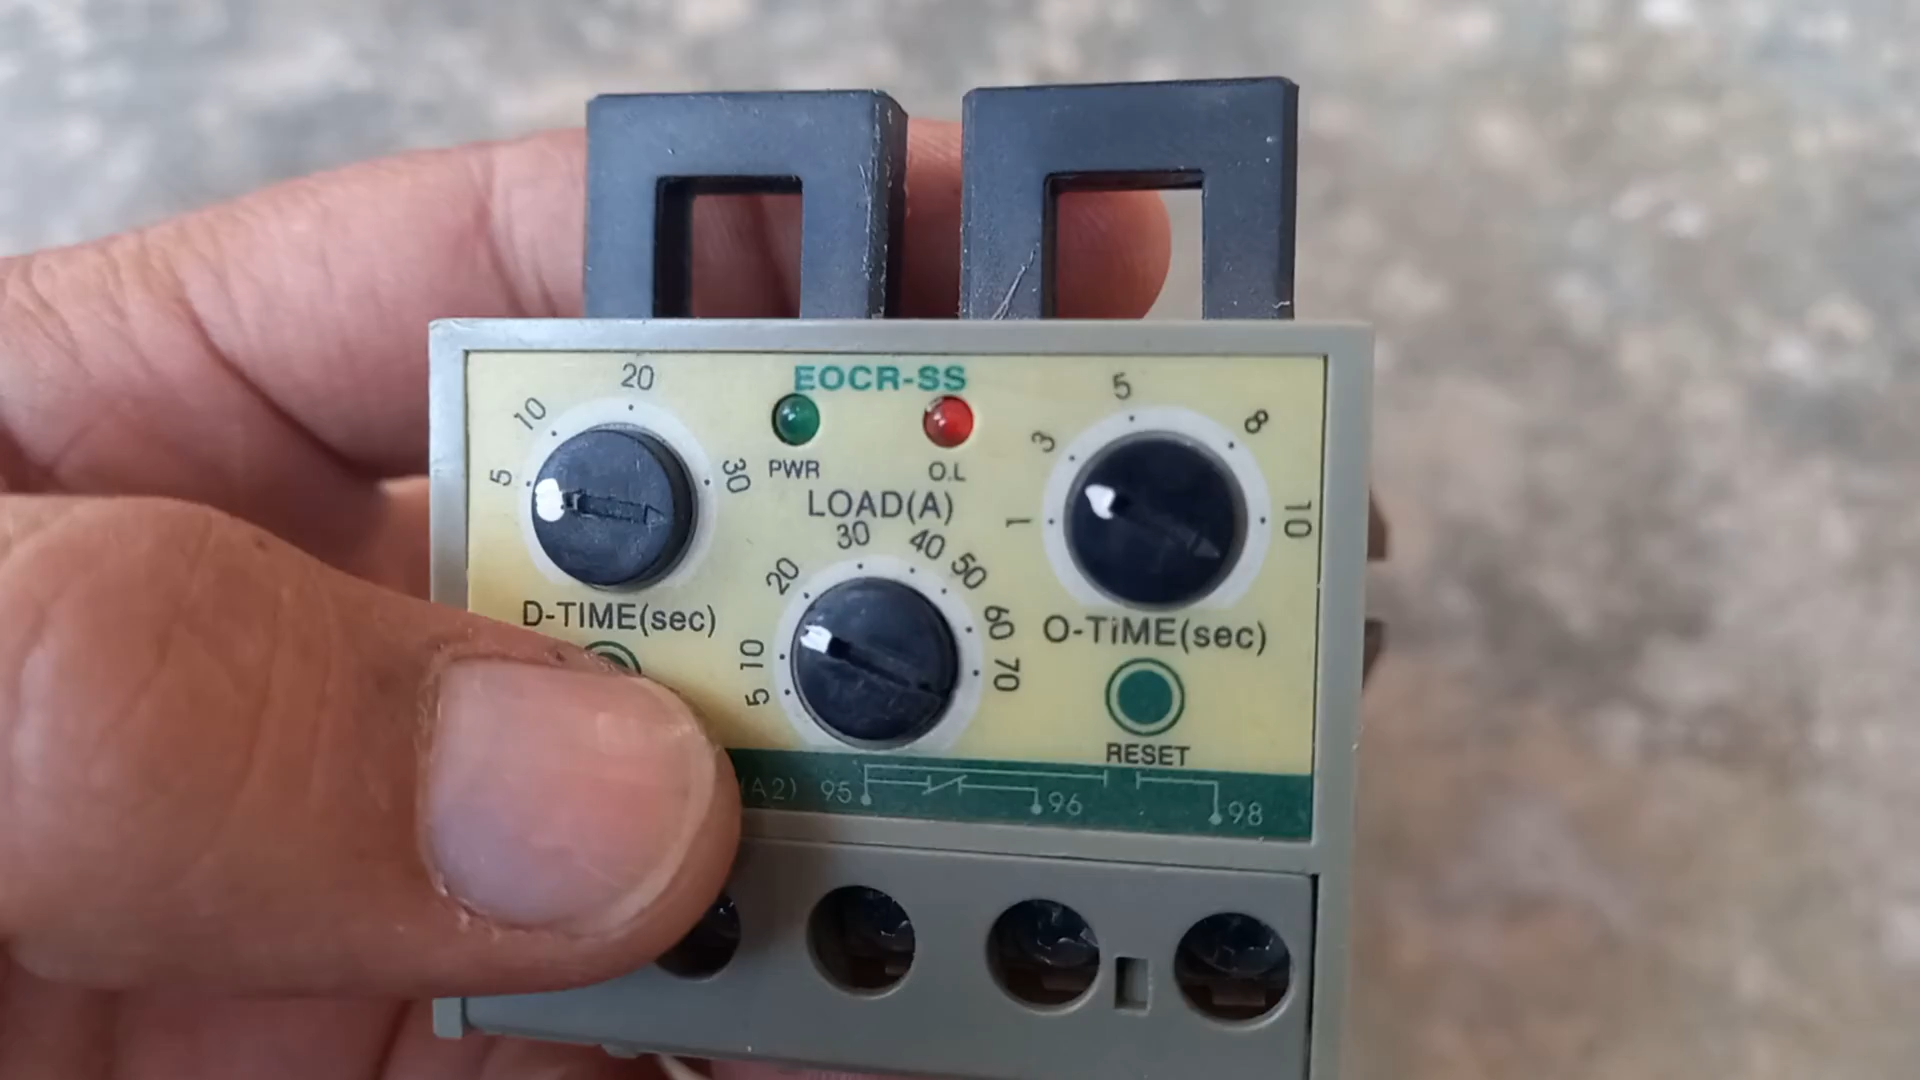 EOCR-SS
PWR O.L
5 10 20 30
D-TIME(sec)
LOAD(A)
5 10 20 30 40 50 60 70
1 3 5 8 10
O-TiME(sec)
RESET
(A2) 95 96 98